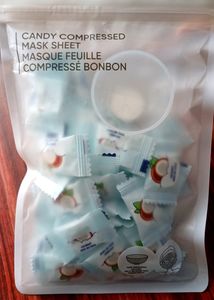 CANDY COMPRESSED
MASK SHEET
MASQUE FEUILLE
COMPRESSÉ BONBON